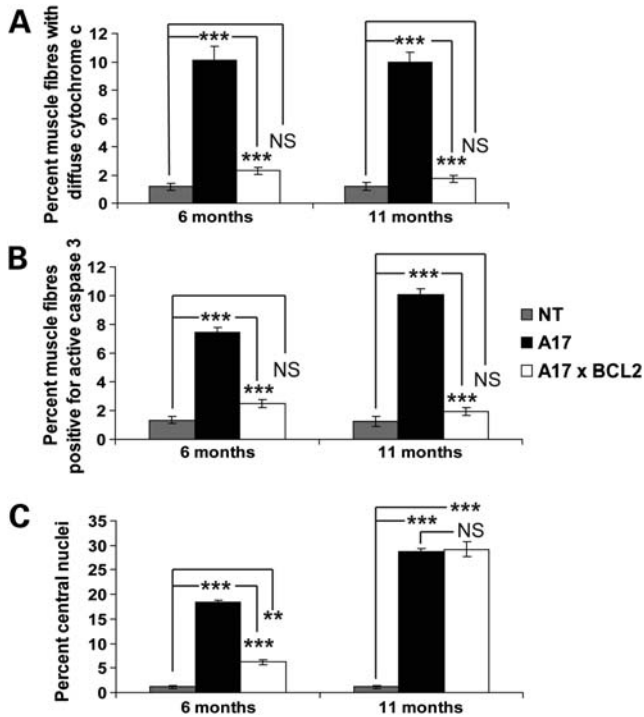 A
Percent muscle fibres with
diffuse cytochrome c
12
10
8
6
4
2
0
***
***
NS
***
***
NS
6 months
11 months
B
Percent muscle fibres
positive for active caspase 3
12
10
8
6
4
2
0
***
***
NS
***
***
NS
6 months
11 months
NT
A17
A17 x BCL2
C
Percent central nuclei
35
30
25
20
15
10
5
0
***
**
***
***
***
NS
6 months
11 months